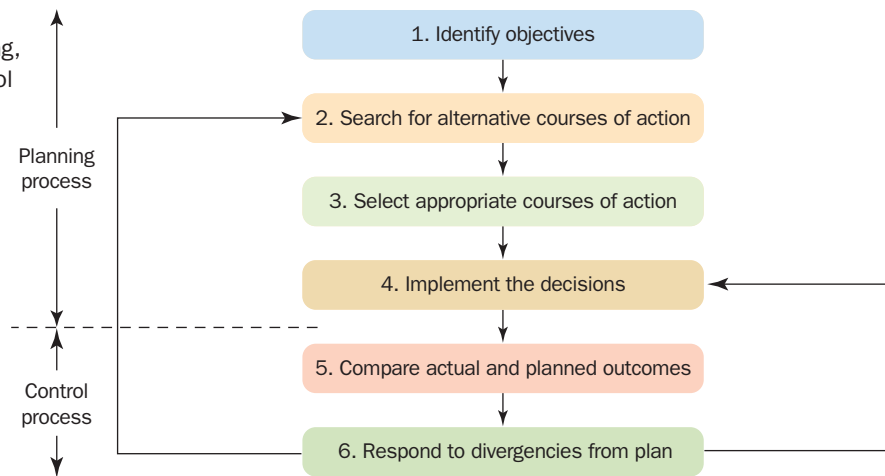 ng,
ol
1. Identify objectives
2. Search for alternative courses of action
Planning
process
3. Select appropriate courses of action
4. Implement the decisions
5. Compare actual and planned outcomes
Control
process
6. Respond to divergencies from plan